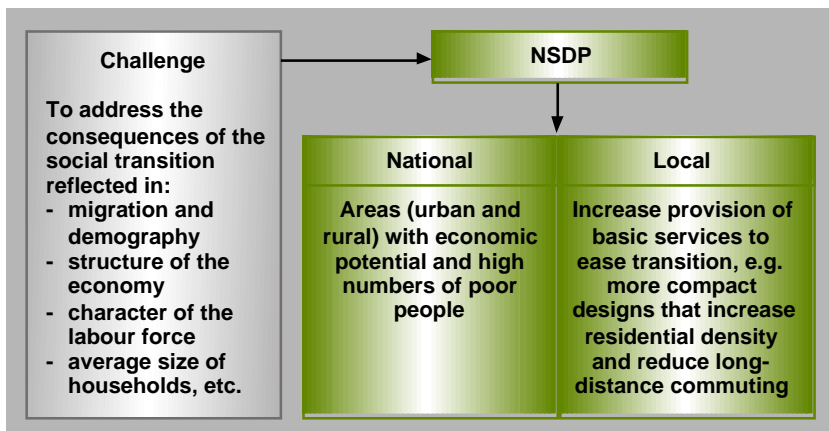 Challenge
To address the
consequences of the
social transition
reflected in:
- migration and
demography
- structure of the
economy
- character of the
labour force
- average size of
households, etc.
NSDP
National
Areas (urban and
rural) with economic
potential and high
numbers of poor
people
Local
Increase provision of
basic services to
ease transition, e.g.
more compact
designs that increase
residential density
and reduce long-
distance commuting